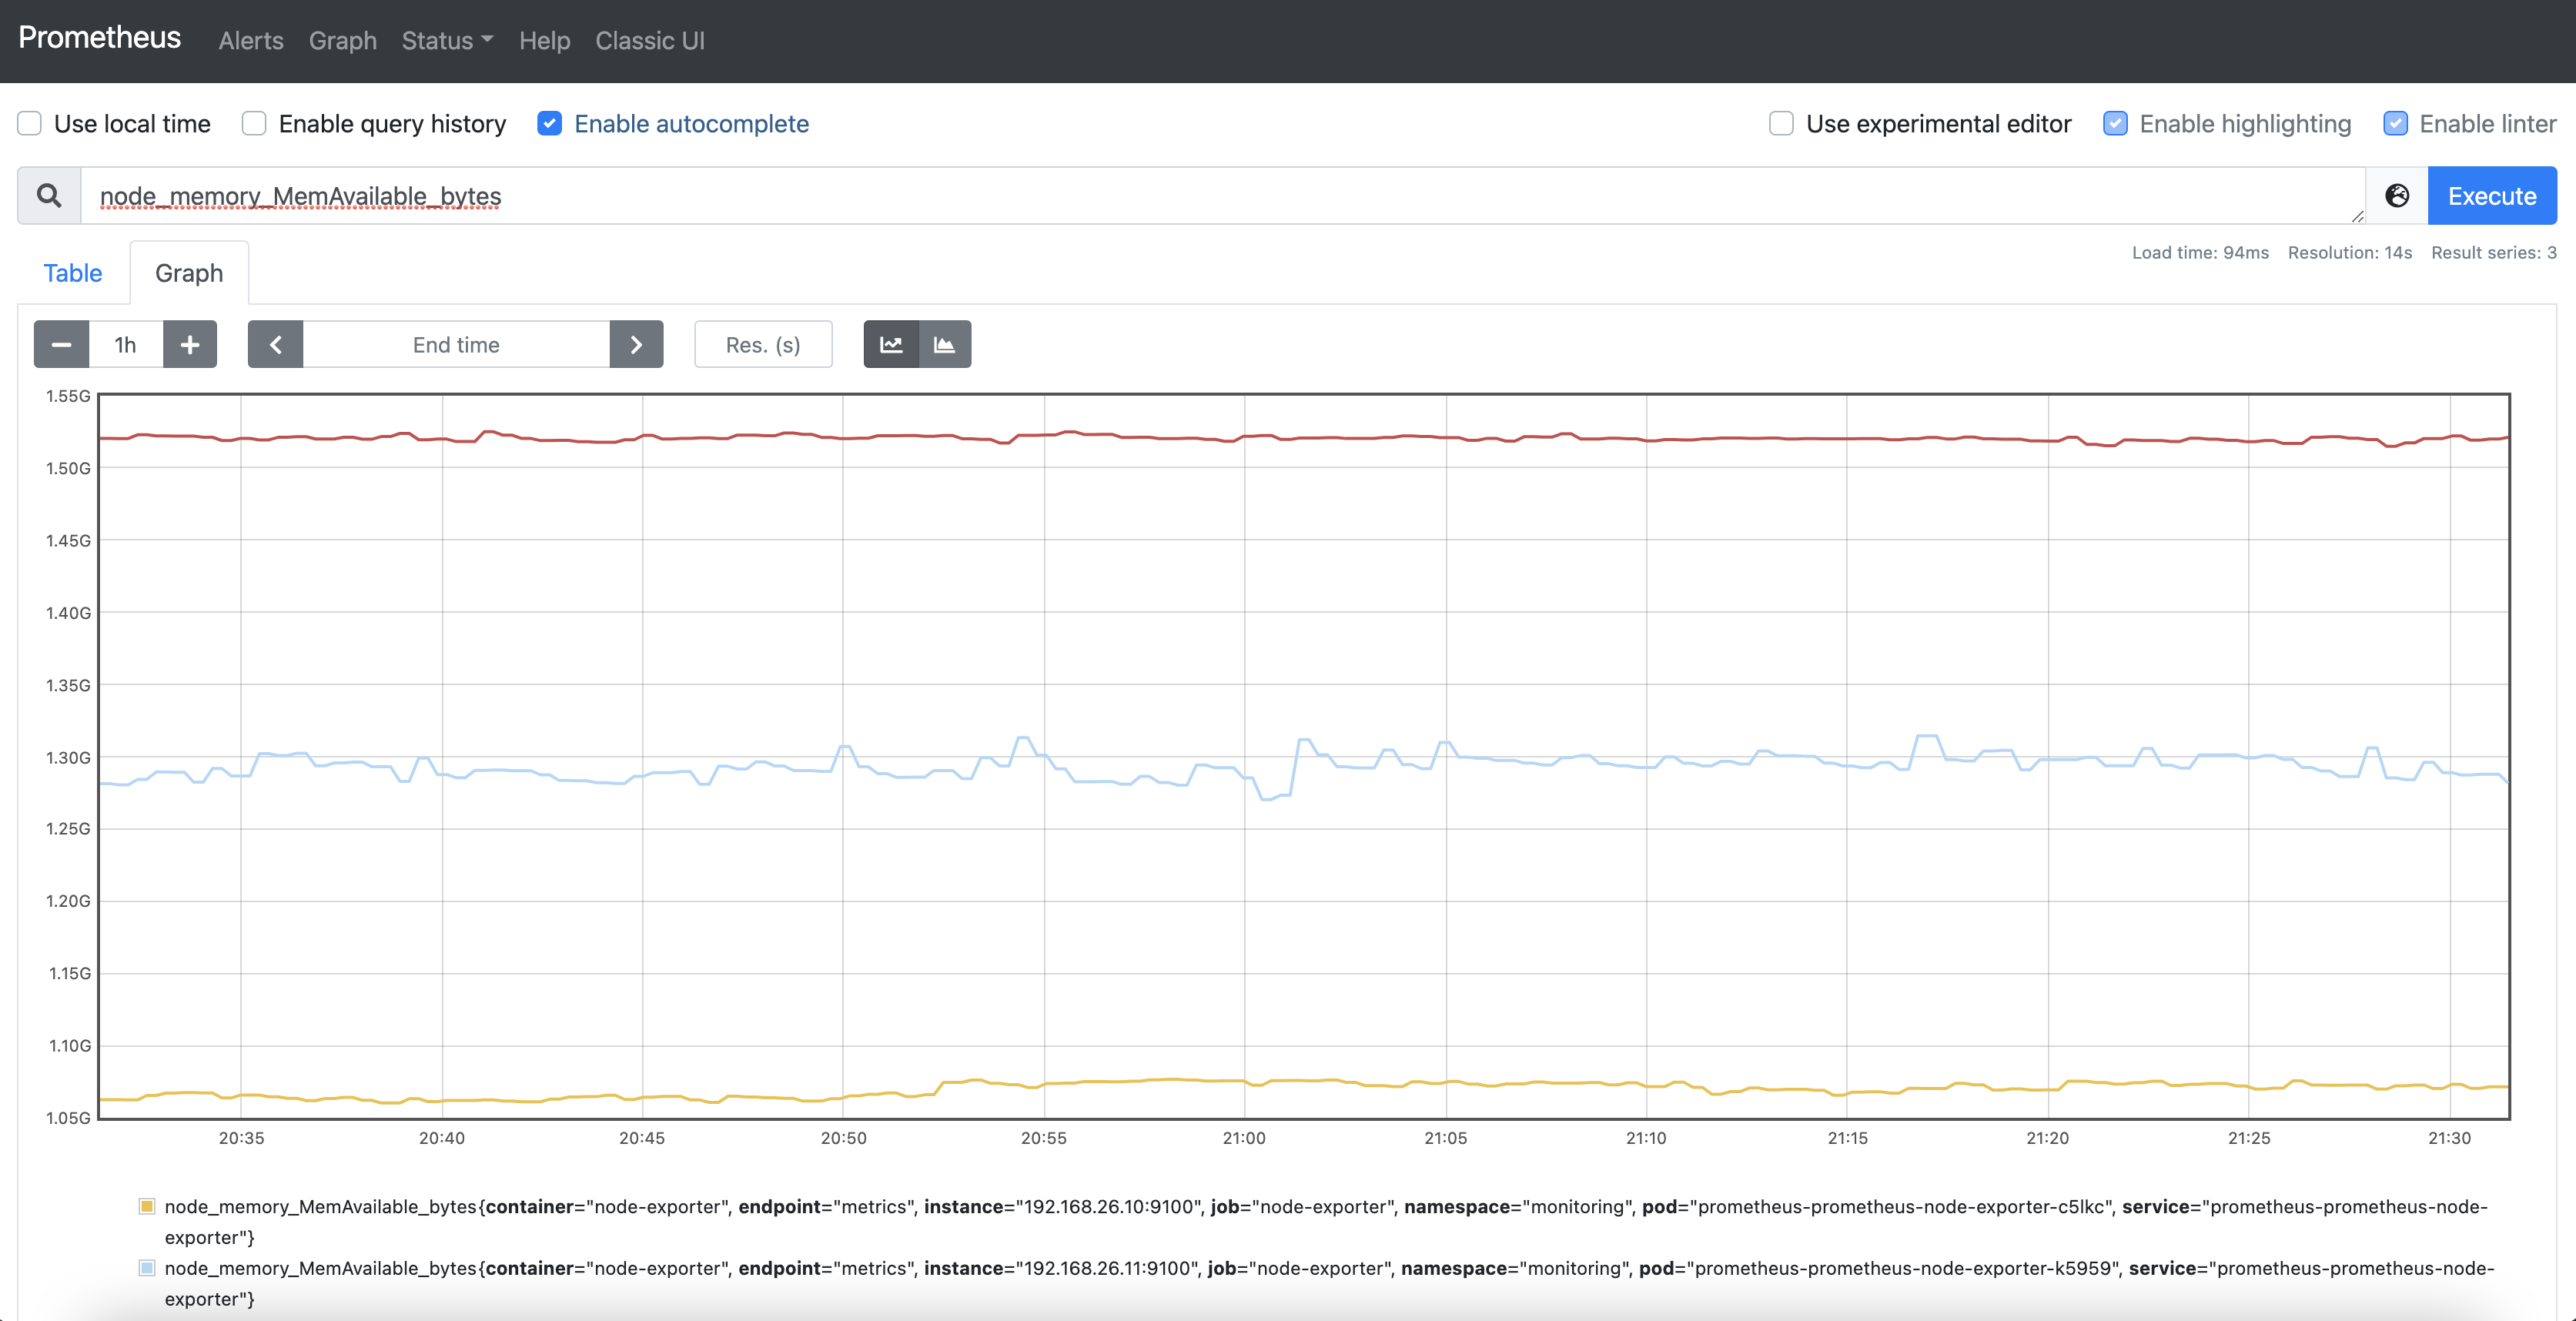 Prometheus Alerts Graph Status Help Classic UI
Use local time Enable query history Enable autocomplete Use experimental editor Enable highlighting Enable linter
node_memory_MemAvailable_bytes Execute
Load time: 94ms Resolution: 14s Result series: 3
Table Graph
1h End time Res. (s)
1.55G
1.50G
1.45G
1.40G
1.35G
1.30G
1.25G
1.20G
1.15G
1.10G
1.05G
20:35 20:40 20:45 20:50 20:55 21:00 21:05 21:10 21:15 21:20 21:25 21:30
node_memory_MemAvailable_bytes{container="node-exporter", endpoint="metrics", instance="192.168.26.10:9100", job="node-exporter", namespace="monitoring", pod="prometheus-prometheus-node-exporter-c5lkc", service="prometheus-prometheus-node-
exporter"}
node_memory_MemAvailable_bytes{container="node-exporter", endpoint="metrics", instance="192.168.26.11:9100", job="node-exporter", namespace="monitoring", pod="prometheus-prometheus-node-exporter-k5959", service="prometheus-prometheus-node-
exporter"}